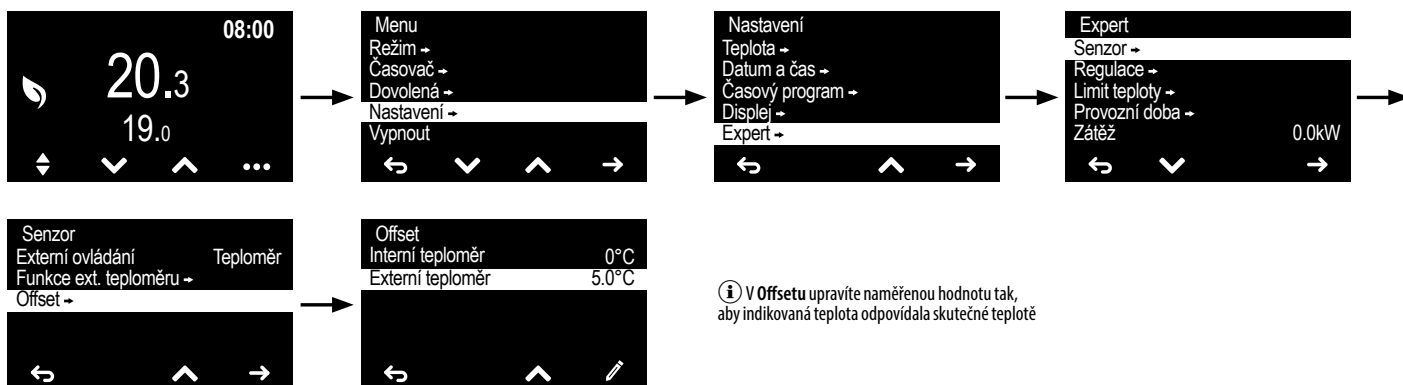 08:00
20.3
19.0
Menu
Režim
Časovač
Dovolená
Nastavení
Vypnout
Nastavení
Teplota
Datum a čas
Časový program
Displej
Expert
Expert
Senzor
Regulace
Limit teploty
Provozní doba
Zátěž 0.0kW
Senzor
Externí ovládání Teploměr
Funkce ext. teploměru
Offset
Offset
Interní teploměr 0°C
Externí teploměr 5.0°C
i V Offsetu upravíte naměřenou hodnotu tak,
aby indikovaná teplota odpovídala skutečné teplotě